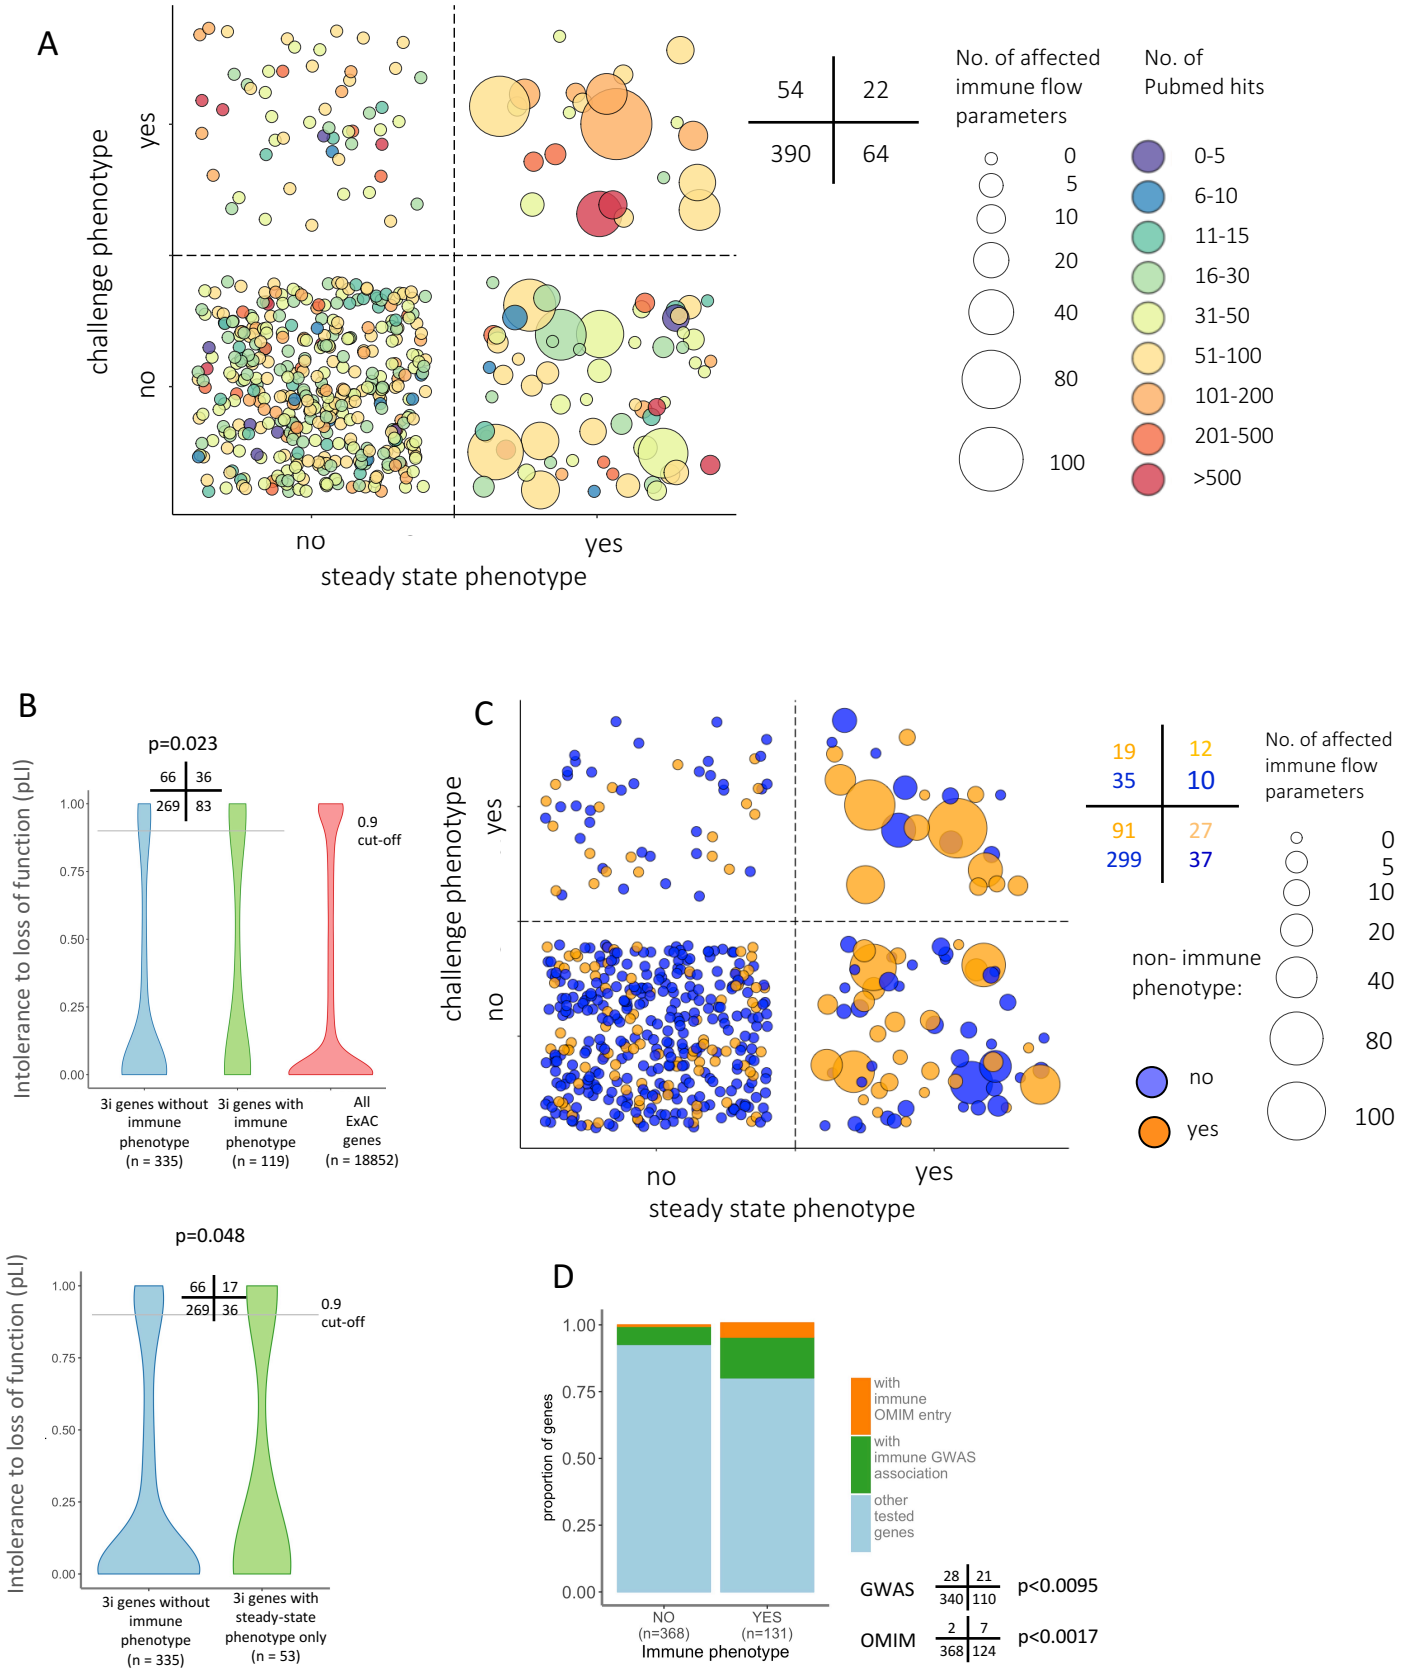 A
challenge phenotype
yes
no
no
yes
steady state phenotype
54 22
390 64
No. of affected
immune flow
parameters
0
5
10
20
40
80
100
No. of
Pubmed hits
0-5
6-10
11-15
16-30
31-50
51-100
101-200
201-500
>500
B
p=0.023
66 36
269 83
Intolerance to loss of function (pLI)
1.00
0.75
0.50
0.25
0.00
0.9
cut-off
3i genes without
immune
phenotype
(n = 335)
3i genes with
immune
phenotype
(n = 119)
All
ExAC
genes
(n = 18852)
p=0.048
66 17
269 36
Intolerance to loss of function (pLI)
1.00
0.75
0.50
0.25
0.00
0.9
cut-off
3i genes without
immune
phenotype
(n = 335)
3i genes with
steady-state
phenotype only
(n = 53)
C
challenge phenotype
yes
no
no
yes
steady state phenotype
19 12
35 10
91 27
299 37
No. of affected
immune flow
parameters
0
5
10
20
40
80
100
non- immune
phenotype:
no
yes
D
proportion of genes
1.00
0.75
0.50
0.25
0.00
NO
(n=368)
YES
(n=131)
Immune phenotype
with
immune
OMIM entry
with
immune GWAS
association
other
tested
genes
GWAS
28 21
340 110
p<0.0095
OMIM
2 7
368 124
p<0.0017